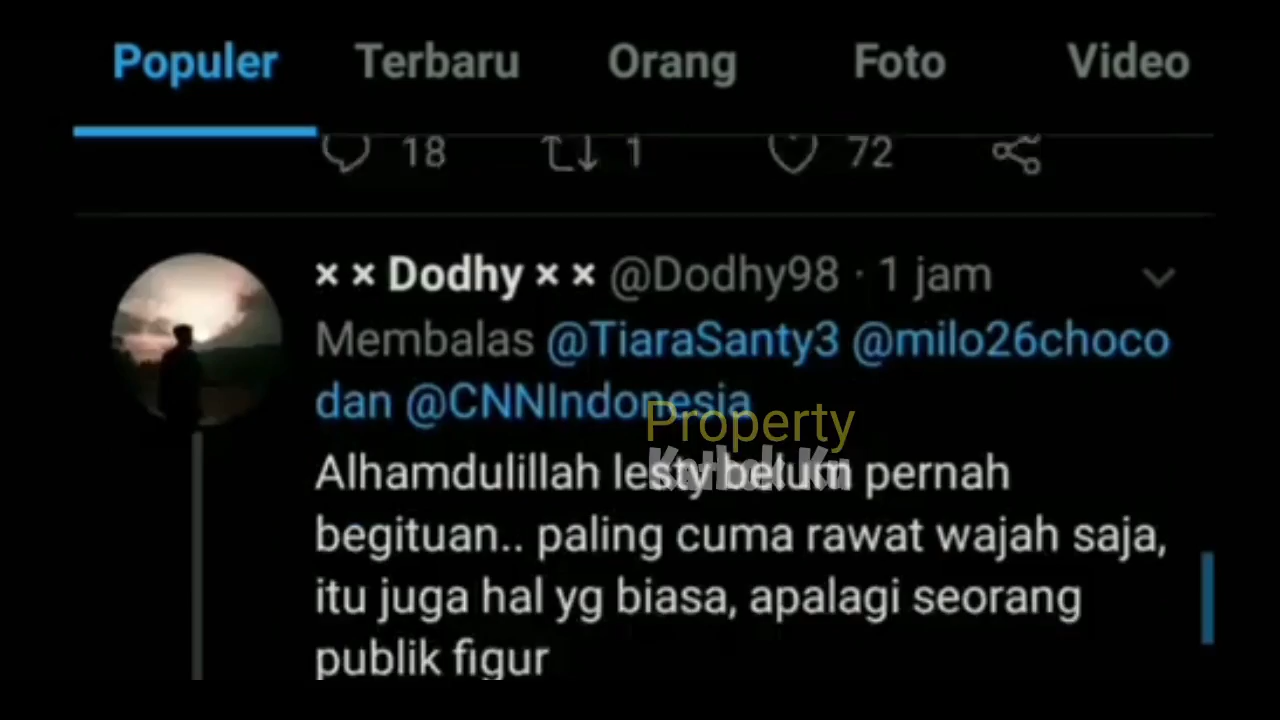 Populer Terbaru Orang Foto Video
18 1 72
× × Dodhy × × @Dodhy98 · 1 jam
Membalas @TiaraSanty3 @milo26choco
dan @CNNIndonesia
Property
Alhamdulillah lesty belum pernah
begituan.. paling cuma rawat wajah saja,
itu juga hal yg biasa, apalagi seorang
publik figur